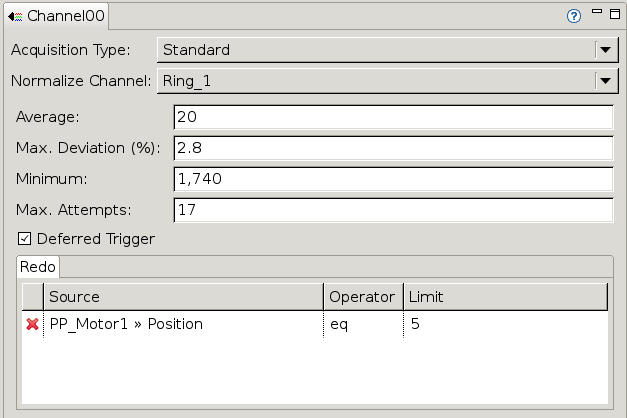 Channel00
Acquisition Type: Standard
Normalize Channel: Ring_1
Average: 20
Max. Deviation (%): 2.8
Minimum: 1,740
Max. Attempts: 17
Deferred Trigger
Redo
Source Operator Limit
PP_Motor1 » Position eq 5